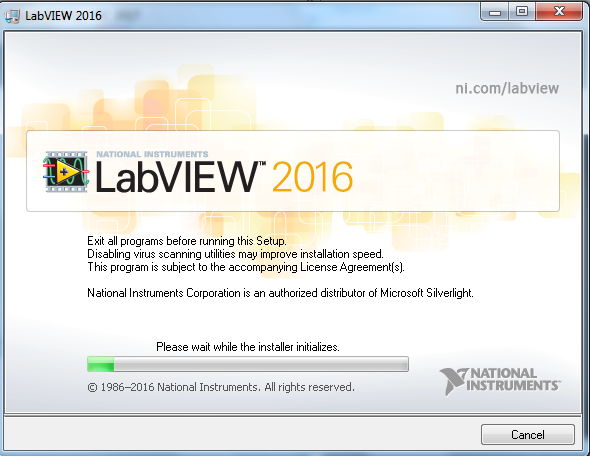 LabVIEW 2016
ni.com/labview
NATIONAL INSTRUMENTS
LabVIEW™ 2016
Exit all programs before running this Setup.
Disabling virus scanning utilities may improve installation speed.
This program is subject to the accompanying License Agreement(s).
National Instruments Corporation is an authorized distributor of Microsoft Silverlight.
Please wait while the installer initializes.
© 1986–2016 National Instruments. All rights reserved.
NATIONAL
INSTRUMENTS
Cancel